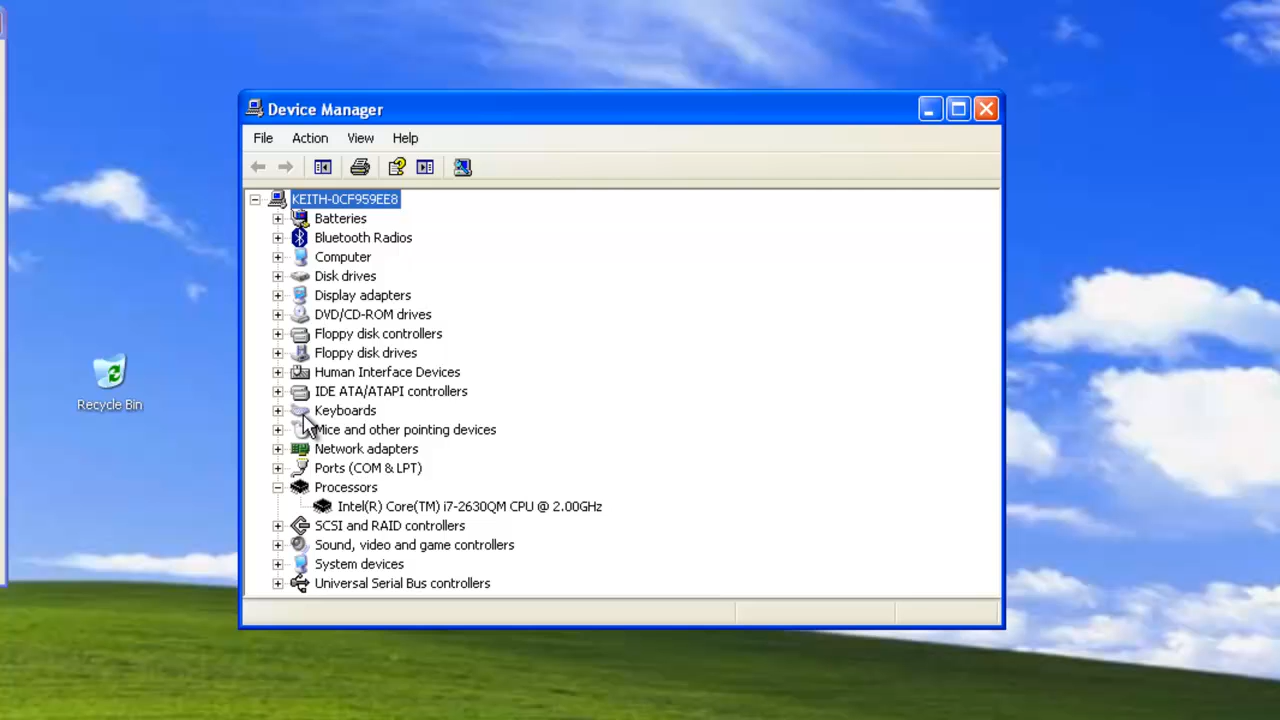 Device Manager
File Action View Help
KEITH-0CF959EE8
Batteries
Bluetooth Radios
Computer
Disk drives
Display adapters
DVD/CD-ROM drives
Floppy disk controllers
Floppy disk drives
Human Interface Devices
IDE ATA/ATAPI controllers
Keyboards
Mice and other pointing devices
Network adapters
Ports (COM & LPT)
Processors
Intel(R) Core(TM) i7-2630QM CPU @ 2.00GHz
SCSI and RAID controllers
Sound, video and game controllers
System devices
Universal Serial Bus controllers
Recycle Bin